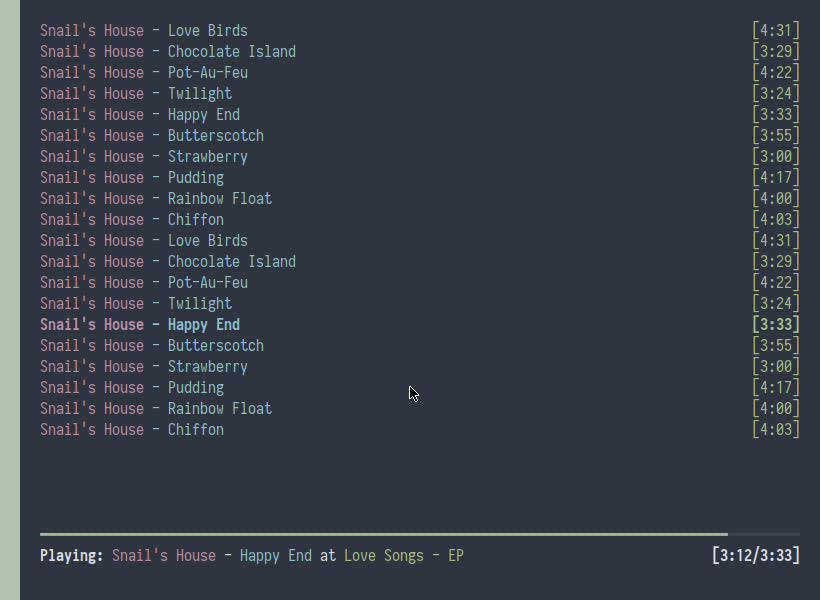 Snail's House - Love Birds [4:31]
Snail's House - Chocolate Island [3:29]
Snail's House - Pot-Au-Feu [4:22]
Snail's House - Twilight [3:24]
Snail's House - Happy End [3:33]
Snail's House - Butterscotch [3:55]
Snail's House - Strawberry [3:00]
Snail's House - Pudding [4:17]
Snail's House - Rainbow Float [4:00]
Snail's House - Chiffon [4:03]
Snail's House - Love Birds [4:31]
Snail's House - Chocolate Island [3:29]
Snail's House - Pot-Au-Feu [4:22]
Snail's House - Twilight [3:24]
Snail's House - Happy End [3:33]
Snail's House - Butterscotch [3:55]
Snail's House - Strawberry [3:00]
Snail's House - Pudding [4:17]
Snail's House - Rainbow Float [4:00]
Snail's House - Chiffon [4:03]
Playing: Snail's House - Happy End at Love Songs - EP [3:12/3:33]